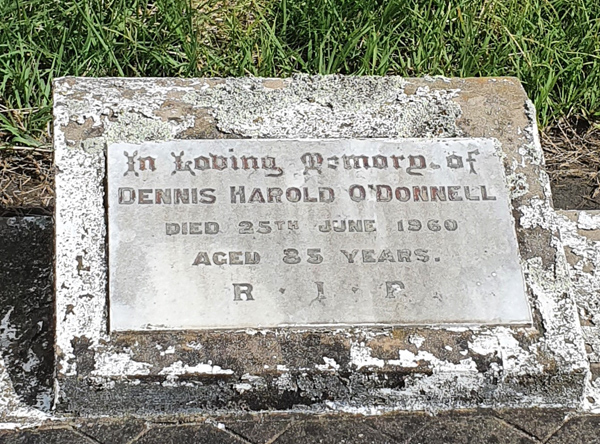 In Loving Memory of
DENNIS HAROLD O'DONNELL
DIED 25TH JUNE 1960
AGED 85 YEARS.
R · I · P